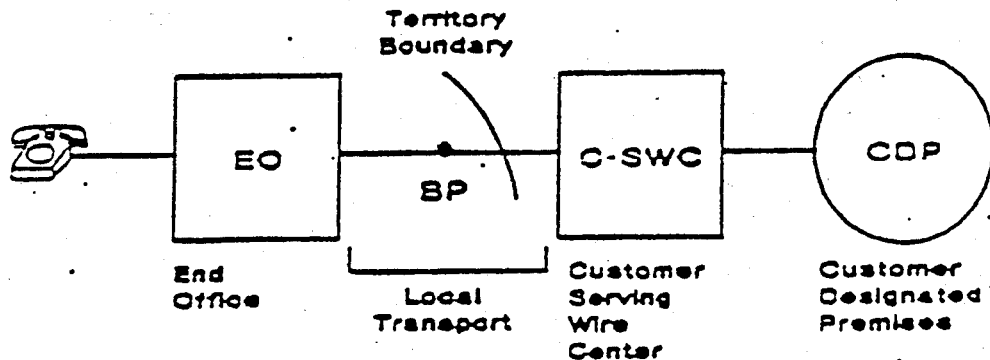 Territory
Boundary
EO
BP
C-SWC
CDP
End
Office
Local
Transport
Customer
Serving
Wire
Center
Customer
Designated
Premises